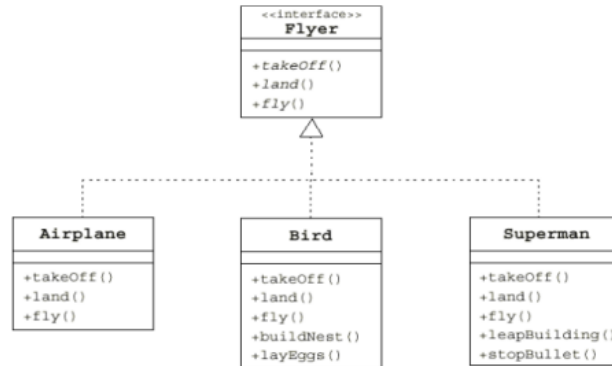 <<interface>>
Flyer
+takeOff()
+land()
+fly()
Airplane
+takeOff()
+land()
+fly()
Bird
+takeOff()
+land()
+fly()
+buildNest()
+layEggs()
Superman
+takeOff()
+land()
+fly()
+leapBuilding()
+stopBullet()